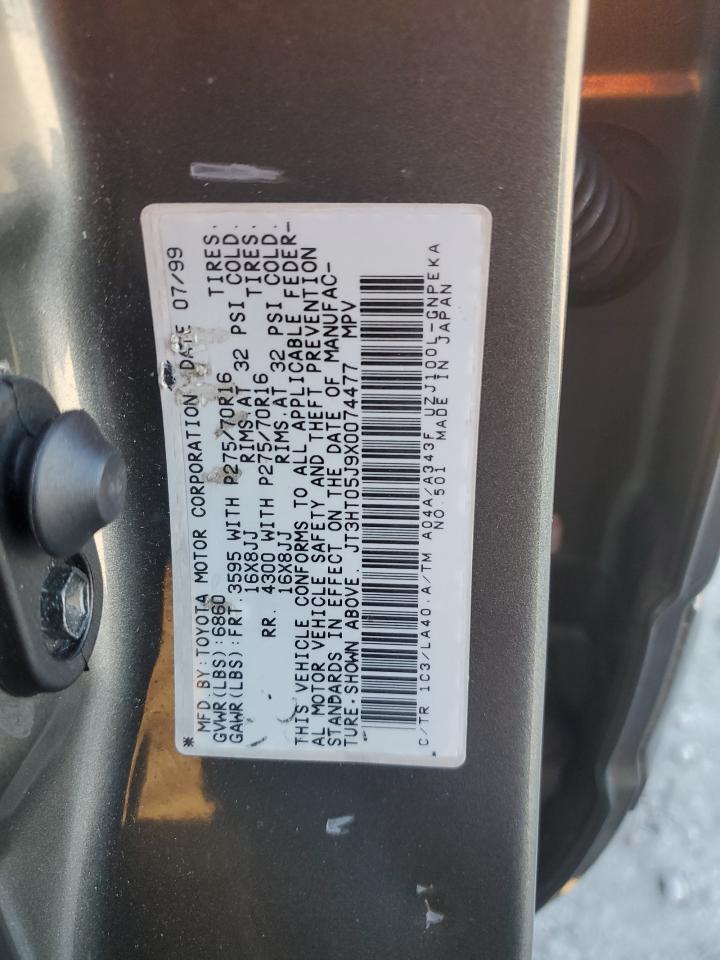 * MFD BY:TOYOTA MOTOR CORPORATION DATE 07/99
GVWR(LBS):6860
GAWR(LBS):FRT.3595 WITH P275/70R16 TIRES.
16X8JJ RIMS.AT 32 PSI COLD.
RR. 4300 WITH P275/70R16 TIRES.
16X8JJ RIMS.AT 32 PSI COLD.
THIS VEHICLE CONFORMS TO ALL APPLICABLE FEDER-
AL MOTOR VEHICLE SAFETY AND THEFT PREVENTION
STANDARDS IN EFFECT ON THE DATE OF MANUFAC-
TURE SHOWN ABOVE. JT3HT05J9X0074477 MPV
C/TR 1C3/LA40.A/TM A04A/A343F UZJ100L-GNPEKA
NO.501 MADE IN JAPAN